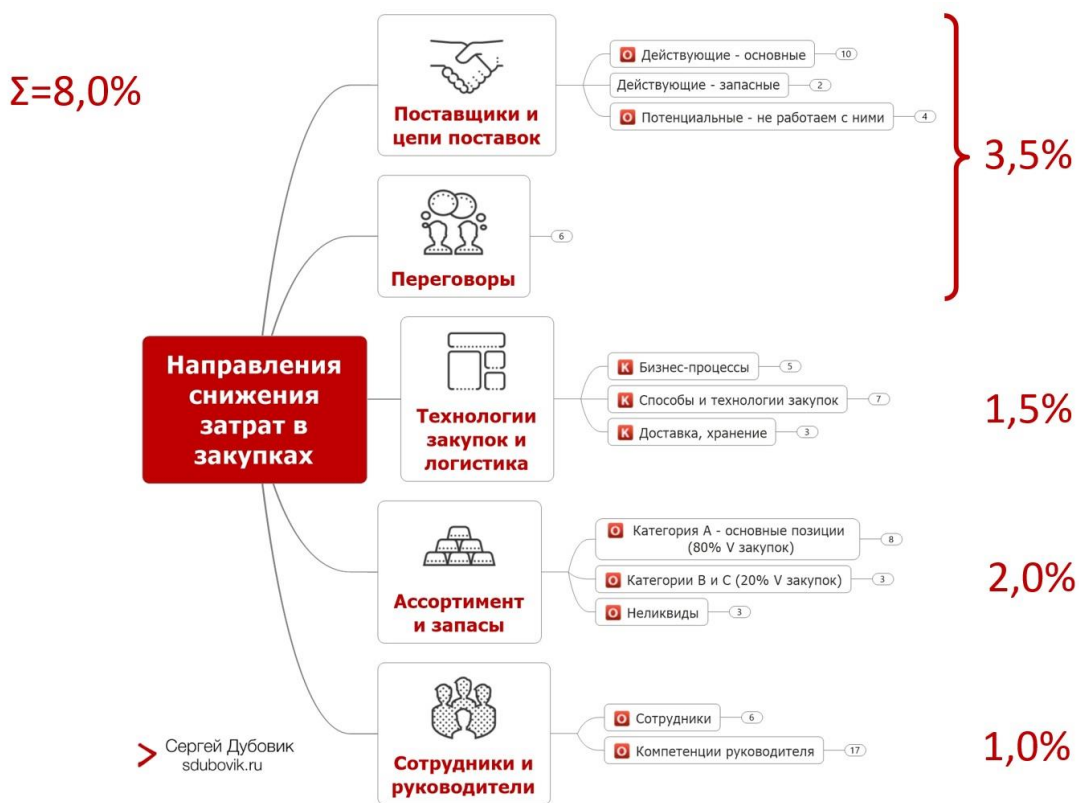 Σ=8,0%
Поставщики и
цепи поставок
О Действующие - основные 10
Действующие - запасные 2
О Потенциальные - не работаем с ними 4
3,5%
Переговоры
6
Направления
снижения
затрат в
закупках
Технологии
закупок и
логистика
К Бизнес-процессы 5
К Способы и технологии закупок 7
К Доставка, хранение 3
1,5%
Ассортимент
и запасы
О Категория А - основные позиции
(80% V закупок) 8
О Категории В и С (20% V закупок) 3
О Неликвиды 3
2,0%
Сотрудники и
руководители
О Сотрудники 6
О Компетенции руководителя 17
1,0%
> Сергей Дубовик
sdubovik.ru